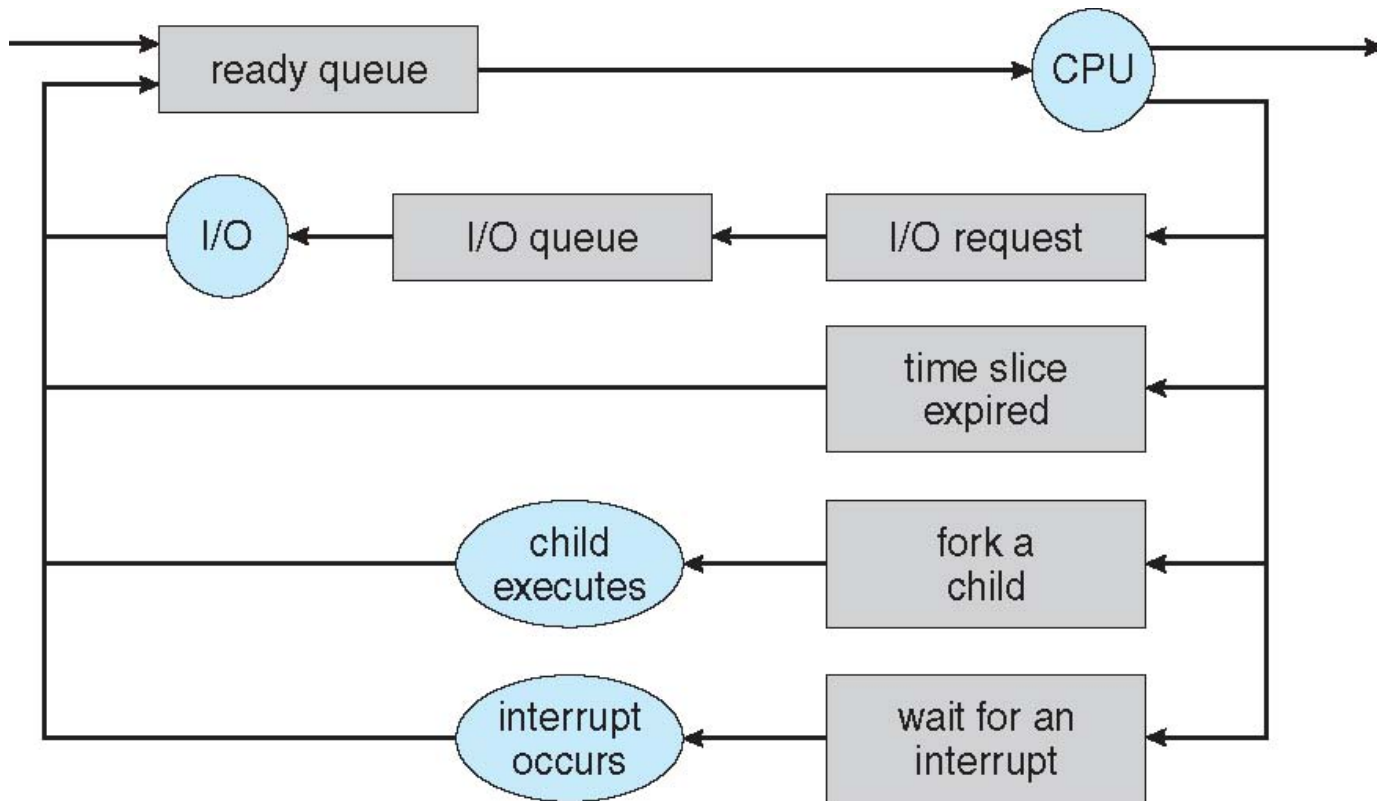 ready queue
CPU
I/O
I/O queue
I/O request
time slice
expired
child
executes
fork a
child
interrupt
occurs
wait for an
interrupt